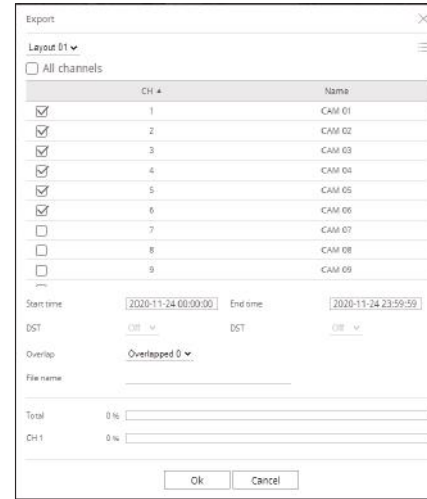 Export
Layout 01
All channels
CH Name
1 CAM 01
2 CAM 02
3 CAM 03
4 CAM 04
5 CAM 05
6 CAM 06
7 CAM 07
8 CAM 08
9 CAM 09
Start time 2020-11-24 00:00:00 End time 2020-11-24 23:59:59
DST Off DST Off
Overlap Overlapped 0
File name
Total 0 %
CH 1 0 %
Ok Cancel